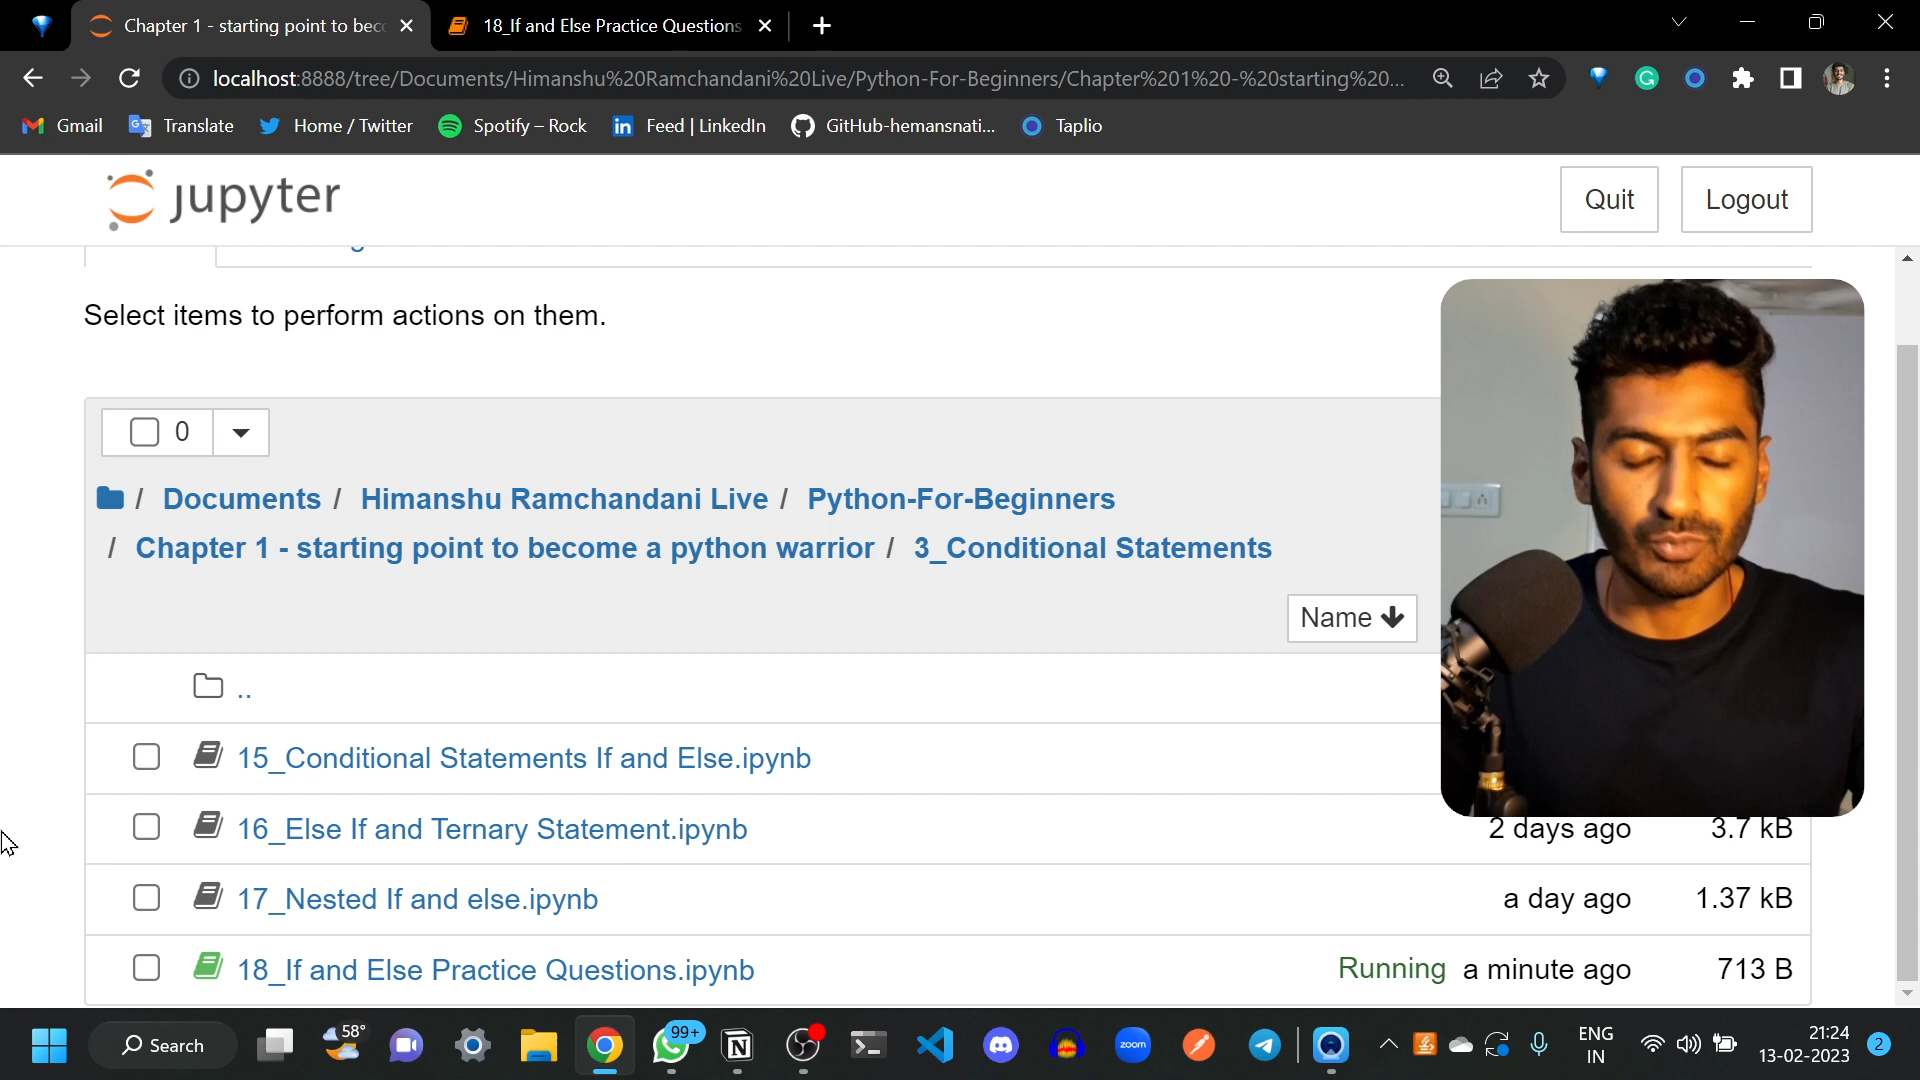 Chapter 1 - starting point to bec
18_If and Else Practice Questions
localhost:8888/tree/Documents/Himanshu%20Ramchandani%20Live/Python-For-Beginners/Chapter%201%20-%20starting%20...
Gmail
Translate
Home / Twitter
Spotify – Rock
Feed | LinkedIn
GitHub-hemansnati...
Taplio
jupyter
Quit
Logout
Select items to perform actions on them.
0
/ Documents / Himanshu Ramchandani Live / Python-For-Beginners
/ Chapter 1 - starting point to become a python warrior / 3_Conditional Statements
Name
..
15_Conditional Statements If and Else.ipynb
16_Else If and Ternary Statement.ipynb 2 days ago 3.7 kB
17_Nested If and else.ipynb a day ago 1.37 kB
18_If and Else Practice Questions.ipynb Running a minute ago 713 B
Search
58°
99+
zoom
ENG
IN
21:24
13-02-2023
2